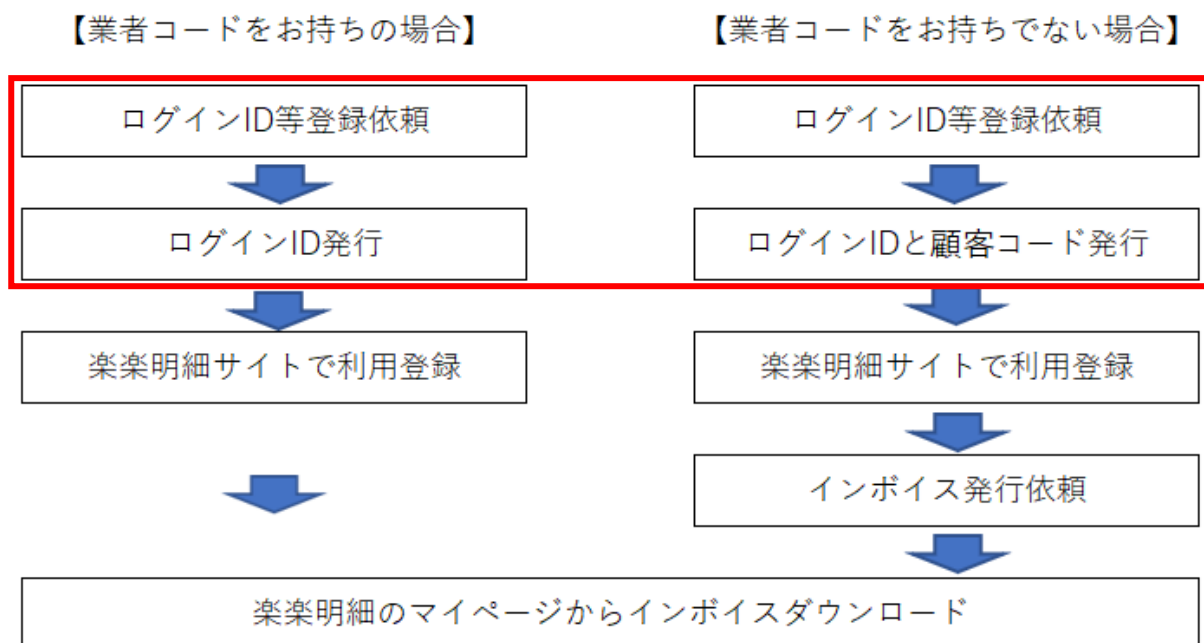 【業者コードをお持ちの場合】
【業者コードをお持ちでない場合】
ログインID等登録依頼
ログインID等登録依頼
ログインID発行
ログインIDと顧客コード発行
楽楽明細サイトで利用登録
楽楽明細サイトで利用登録
インボイス発行依頼
楽楽明細のマイページからインボイスダウンロード